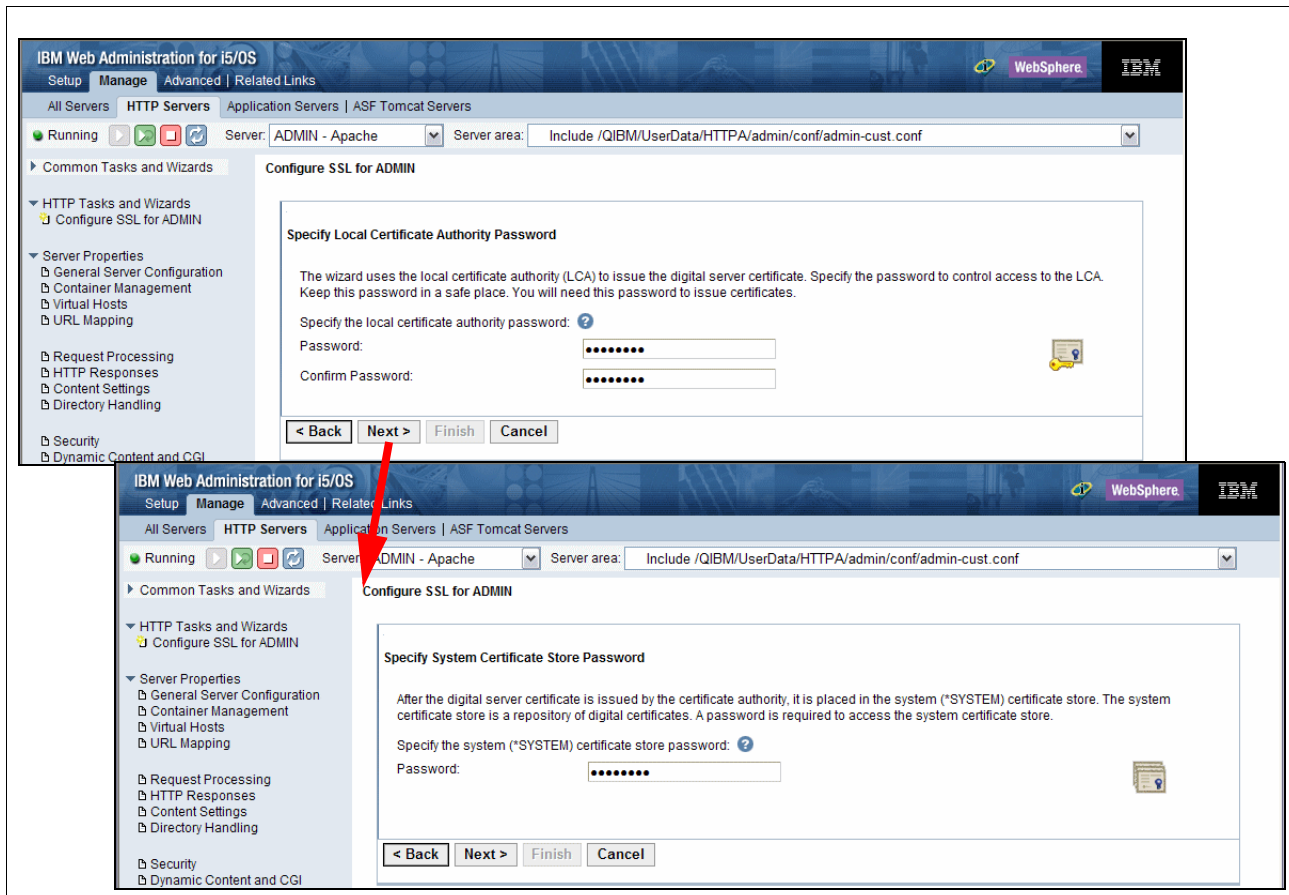 IBM Web Administration for i5/OS
Setup Manage Advanced | Related Links
WebSphere. IBM
All Servers HTTP Servers Application Servers | ASF Tomcat Servers
Running Server: ADMIN - Apache Server area: Include /QIBM/UserData/HTTPA/admin/conf/admin-cust.conf
Common Tasks and Wizards
HTTP Tasks and Wizards
Configure SSL for ADMIN
Server Properties
General Server Configuration
Container Management
Virtual Hosts
URL Mapping
Request Processing
HTTP Responses
Content Settings
Directory Handling
Security
Dynamic Content and CGI
Configure SSL for ADMIN
Specify Local Certificate Authority Password
The wizard uses the local certificate authority (LCA) to issue the digital server certificate. Specify the password to control access to the LCA.
Keep this password in a safe place. You will need this password to issue certificates.
Specify the local certificate authority password: ?
Password: ••••••••
Confirm Password: ••••••••
< Back Next > Finish Cancel
IBM Web Administration for i5/OS
Setup Manage Advanced | Related Links
WebSphere. IBM
All Servers HTTP Servers Application Servers | ASF Tomcat Servers
Running Server: ADMIN - Apache Server area: Include /QIBM/UserData/HTTPA/admin/conf/admin-cust.conf
Common Tasks and Wizards
HTTP Tasks and Wizards
Configure SSL for ADMIN
Server Properties
General Server Configuration
Container Management
Virtual Hosts
URL Mapping
Request Processing
HTTP Responses
Content Settings
Directory Handling
Security
Dynamic Content and CGI
Configure SSL for ADMIN
Specify System Certificate Store Password
After the digital server certificate is issued by the certificate authority, it is placed in the system (*SYSTEM) certificate store. The system
certificate store is a repository of digital certificates. A password is required to access the system certificate store.
Specify the system (*SYSTEM) certificate store password: ?
Password: ••••••••
< Back Next > Finish Cancel